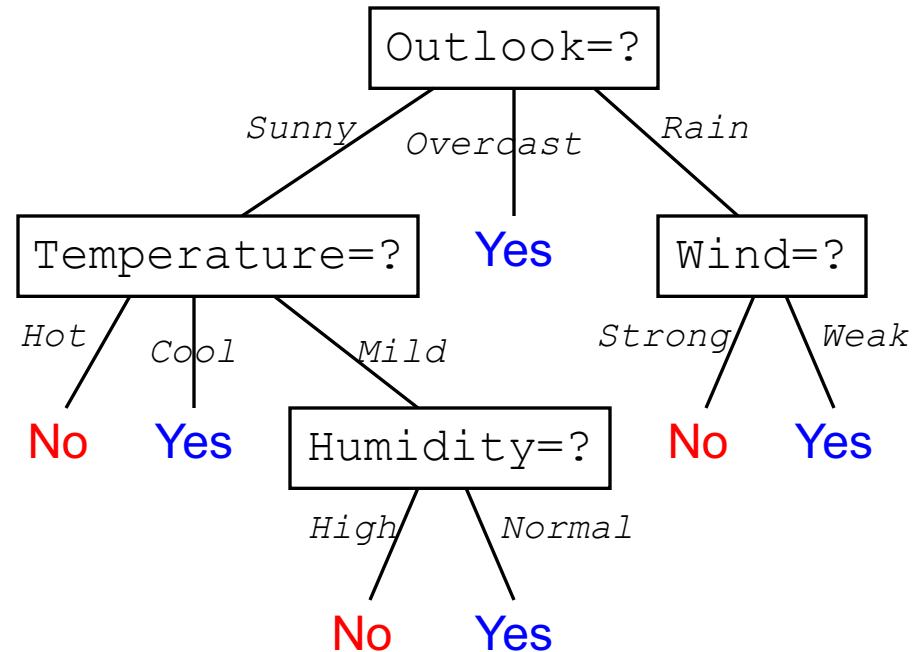 Outlook=?
Sunny
Overcast
Rain
Temperature=?
Yes
Wind=?
Hot
Cool
Mild
Strong
Weak
No
Yes
Humidity=?
No
Yes
High
Normal
No
Yes